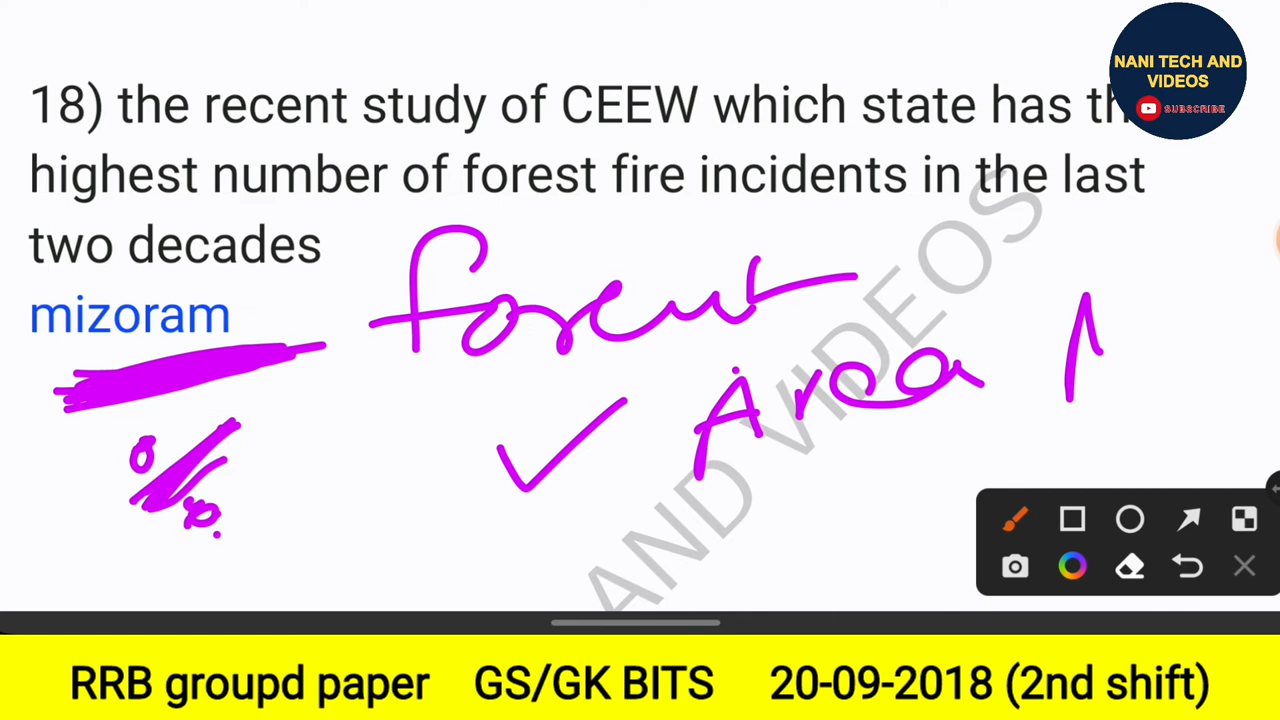 NANI TECH AND
VIDEOS
SUBSCRIBE
18) the recent study of CEEW which state has th
highest number of forest fire incidents in the last
two decades
mizoram
forest
Area
%
AND VIDEOS
RRB groupd paper GS/GK BITS 20-09-2018 (2nd shift)